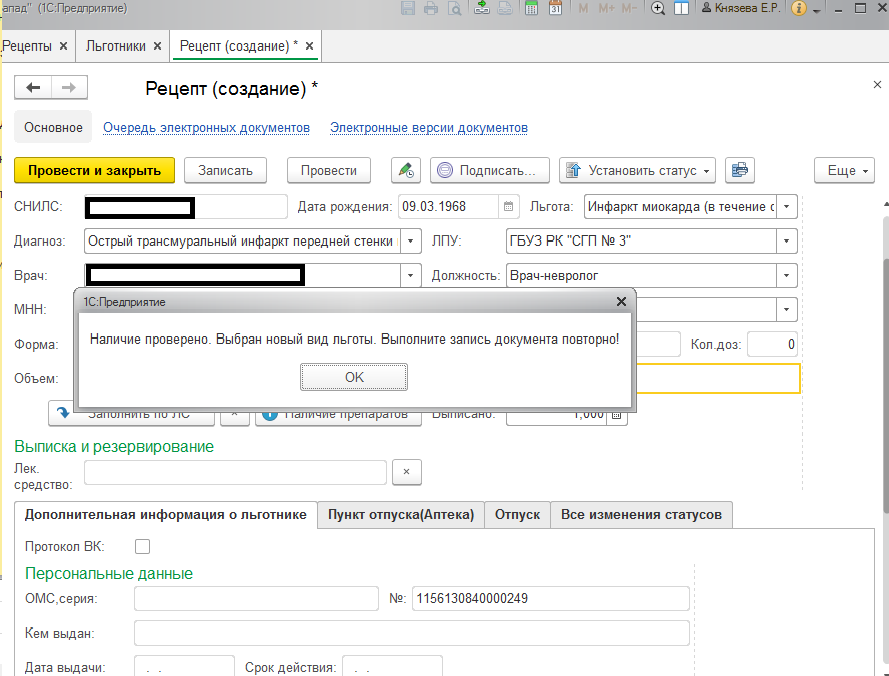 апад" (1С:Предприятие)
M M+ M-
Князева Е.Р.
Рецепты × Льготники × Рецепт (создание) * ×
Рецепт (создание) *
Основное Очередь электронных документов Электронные версии документов
Провести и закрыть Записать Провести Подписать... Установить статус Еще
СНИЛС: Дата рождения: 09.03.1968 Льгота: Инфаркт миокарда (в течение
Диагноз: Острый трансмуральный инфаркт передней стенки ЛПУ: ГБУЗ РК "СГП № 3"
Врач: Должность: Врач-невролог
МНН:
1С:Предприятие
Наличие проверено. Выбран новый вид льготы. Выполните запись документа повторно!
OK
Форма: Кол.доз: 0
Объем:
Заполнить по ЛС × Наличие препаратов Выписано: 1,000
Выписка и резервирование
Лек. средство: ×
Дополнительная информация о льготнике Пункт отпуска(Аптека) Отпуск Все изменения статусов
Протокол ВК:
Персональные данные
ОМС,серия: №: 1156130840000249
Кем выдан:
Дата выдачи: . . Срок действия: . .